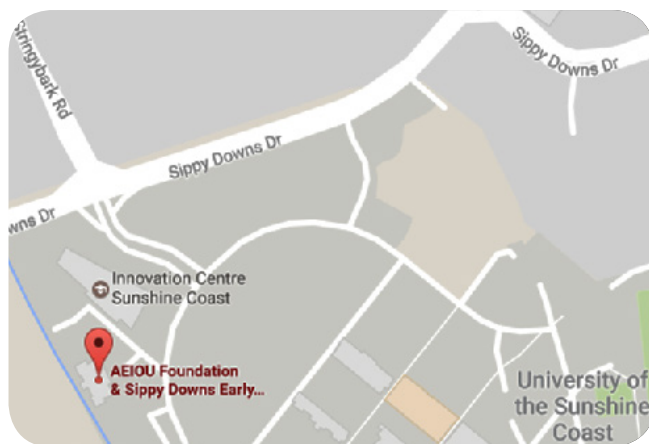 Stringybark Rd
Sippy Downs Dr
Sippy Downs Dr
wns Dr
Innovation Centre
Sunshine Coast
AEIOU Foundation
& Sippy Downs Early...
University of
the Sunshine
Coast